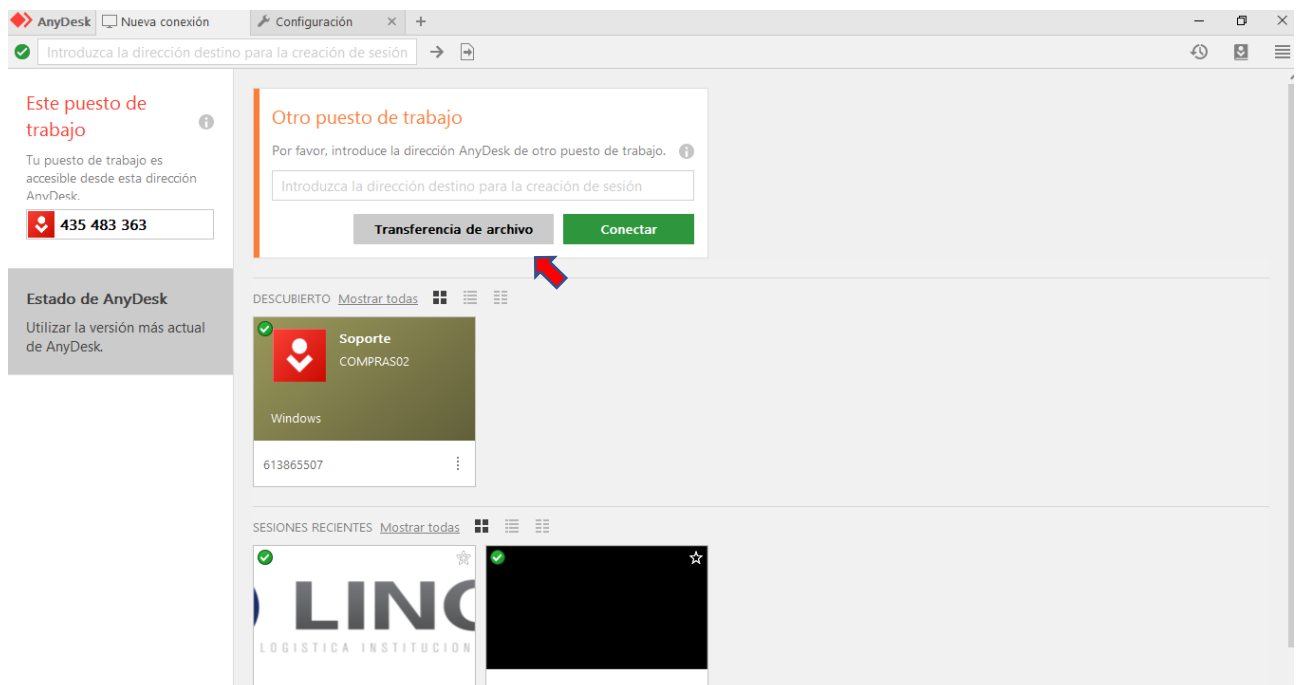 AnyDesk
Nueva conexión
Configuración
Introduzca la dirección destino para la creación de sesión
Este puesto de
trabajo
Tu puesto de trabajo es
accesible desde esta dirección
AnyDesk.
435 483 363
Estado de AnyDesk
Utilizar la versión más actual
de AnyDesk.
Otro puesto de trabajo
Por favor, introduce la dirección AnyDesk de otro puesto de trabajo.
Introduzca la dirección destino para la creación de sesión
Transferencia de archivo
Conectar
DESCUBIERTO Mostrar todas
Soporte
COMPRAS02
Windows
613865507
SESIONES RECIENTES Mostrar todas
LINC
LOGISTICA INSTITUCION